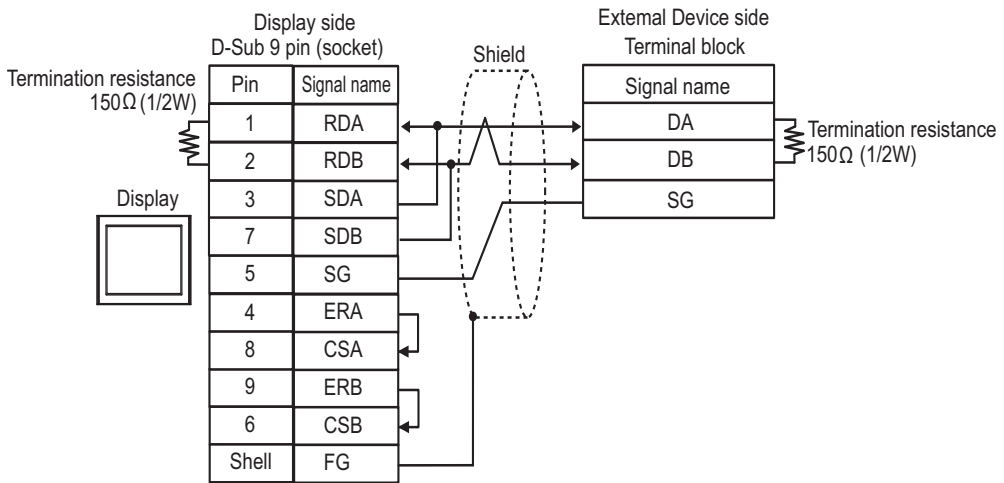 Display side
D-Sub 9 pin (socket)
External Device side
Terminal block
Shield
Termination resistance
150Ω (1/2W)
Pin Signal name
1 RDA
2 RDB
3 SDA
7 SDB
5 SG
4 ERA
8 CSA
9 ERB
6 CSB
Shell FG
Display
Signal name
DA
DB
SG
Termination resistance
150Ω (1/2W)